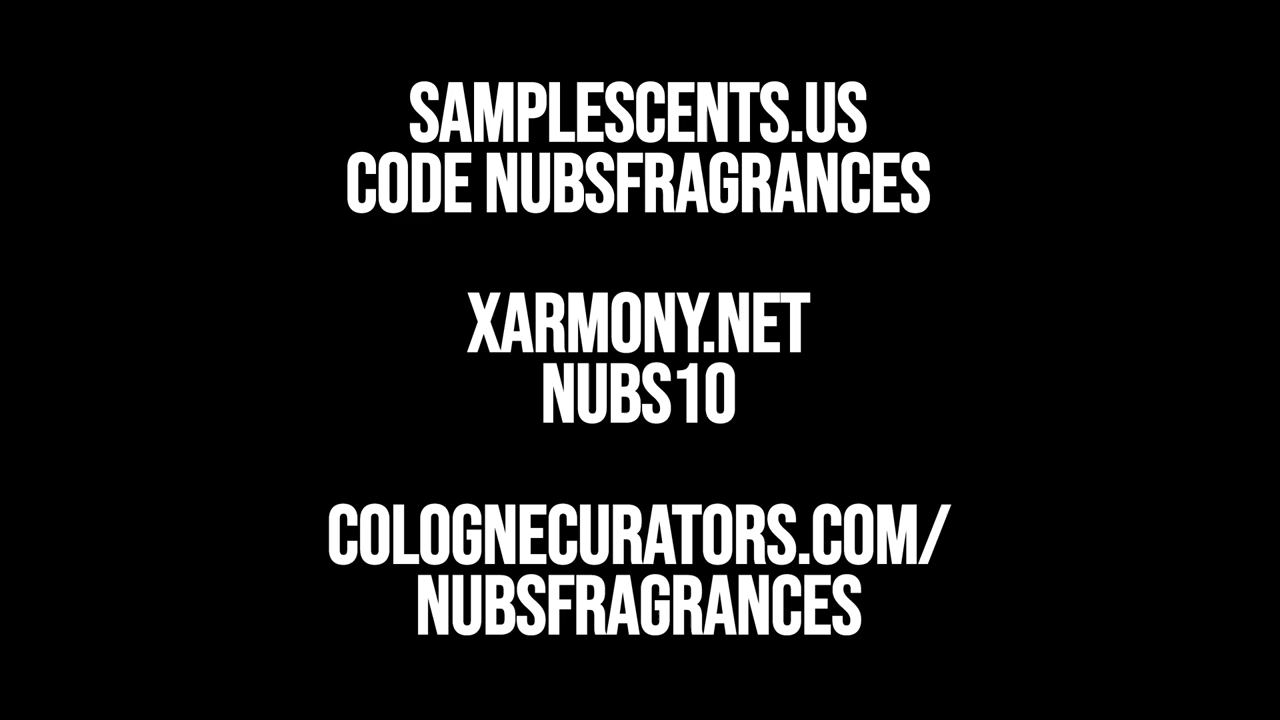 SAMPLESCENTS.US
CODE NUBSFRAGRANCES
XARMONY.NET
NUBS10
COLOGNECURATORS.COM/
NUBSFRAGRANCES